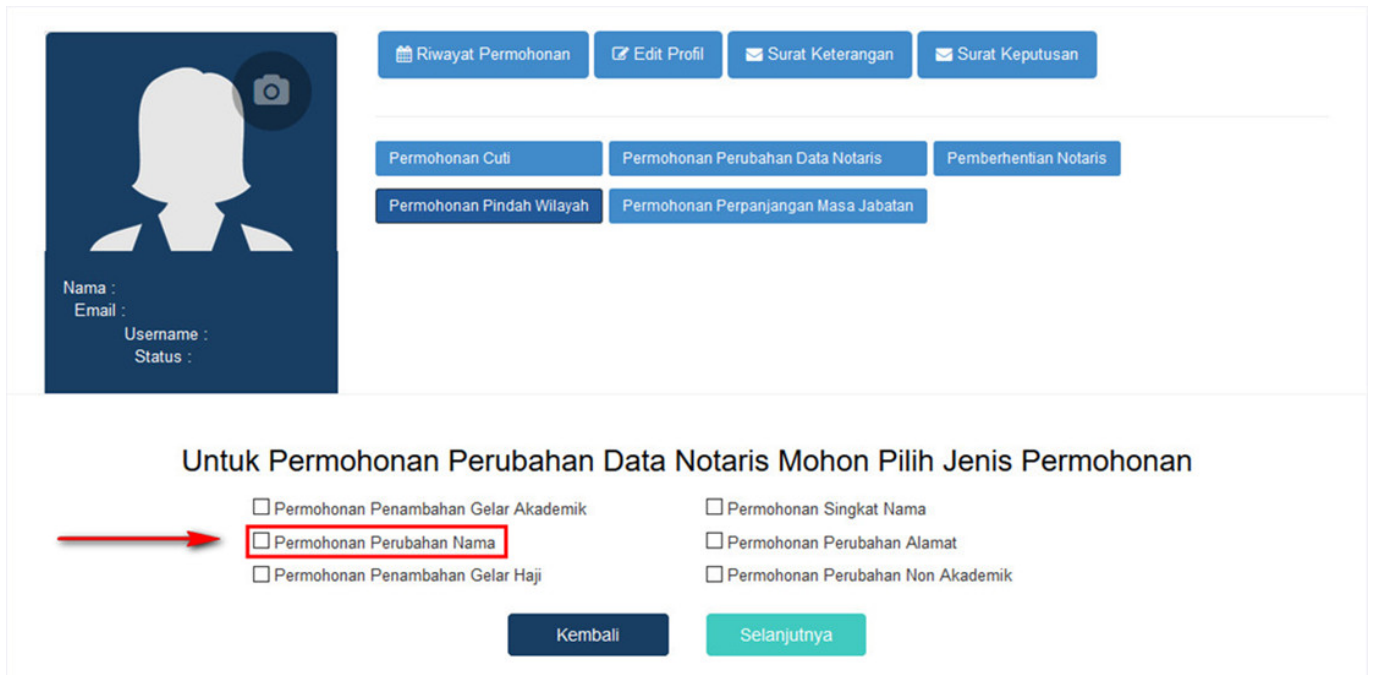 Riwayat Permohonan Edit Profil Surat Keterangan Surat Keputusan
Permohonan Cuti Permohonan Perubahan Data Notaris Pemberhentian Notaris
Permohonan Pindah Wilayah Permohonan Perpanjangan Masa Jabatan
Nama :
Email :
Username :
Status :
Untuk Permohonan Perubahan Data Notaris Mohon Pilih Jenis Permohonan
Permohonan Penambahan Gelar Akademik Permohonan Singkat Nama
Permohonan Perubahan Nama Permohonan Perubahan Alamat
Permohonan Penambahan Gelar Haji Permohonan Perubahan Non Akademik
Kembali Selanjutnya